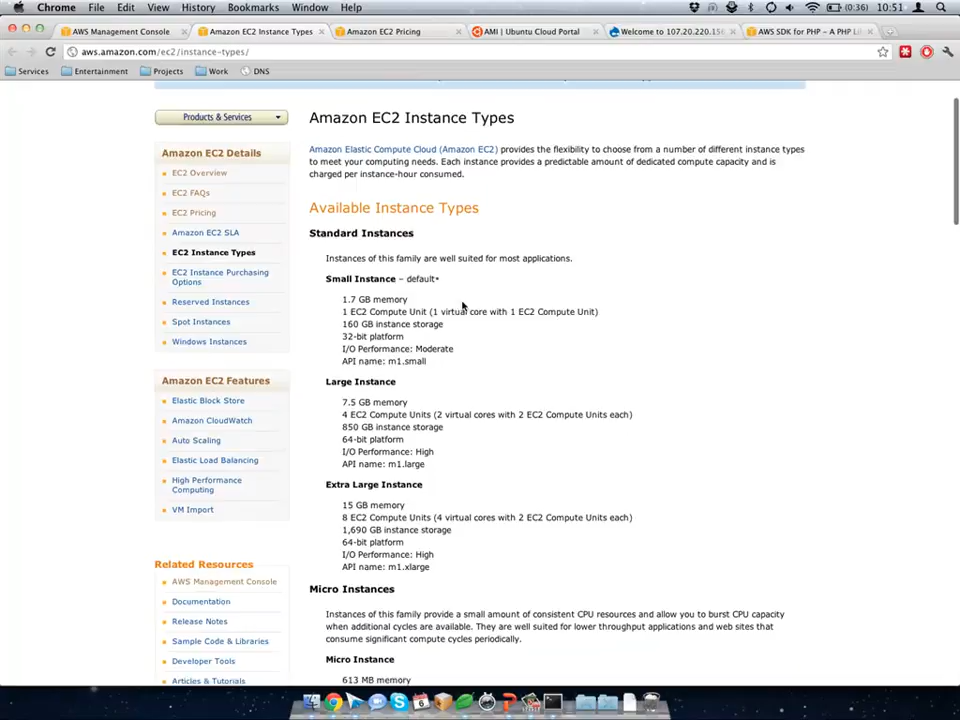 Chrome File Edit View History Bookmarks Window Help (0:36) 10:51
AWS Management Console
Amazon EC2 Instance Types
Amazon EC2 Pricing
AMI | Ubuntu Cloud Portal
Welcome to 107.20.220.15
AWS SDK for PHP – A PHP Li
aws.amazon.com/ec2/instance-types/
Services Entertainment Projects Work DNS
Products & Services
Amazon EC2 Details
EC2 Overview
EC2 FAQs
EC2 Pricing
Amazon EC2 SLA
EC2 Instance Types
EC2 Instance Purchasing
Options
Reserved Instances
Spot Instances
Windows Instances
Amazon EC2 Features
Elastic Block Store
Amazon CloudWatch
Auto Scaling
Elastic Load Balancing
High Performance
Computing
VM Import
Related Resources
AWS Management Console
Documentation
Release Notes
Sample Code & Libraries
Developer Tools
Articles & Tutorials
Amazon EC2 Instance Types
Amazon Elastic Compute Cloud (Amazon EC2) provides the flexibility to choose from a number of different instance types
to meet your computing needs. Each instance provides a predictable amount of dedicated compute capacity and is
charged per instance-hour consumed.
Available Instance Types
Standard Instances
Instances of this family are well suited for most applications.
Small Instance – default*
1.7 GB memory
1 EC2 Compute Unit (1 virtual core with 1 EC2 Compute Unit)
160 GB instance storage
32-bit platform
I/O Performance: Moderate
API name: m1.small
Large Instance
7.5 GB memory
4 EC2 Compute Units (2 virtual cores with 2 EC2 Compute Units each)
850 GB instance storage
64-bit platform
I/O Performance: High
API name: m1.large
Extra Large Instance
15 GB memory
8 EC2 Compute Units (4 virtual cores with 2 EC2 Compute Units each)
1,690 GB instance storage
64-bit platform
I/O Performance: High
API name: m1.xlarge
Micro Instances
Instances of this family provide a small amount of consistent CPU resources and allow you to burst CPU capacity
when additional cycles are available. They are well suited for lower throughput applications and web sites that
consume significant compute cycles periodically.
Micro Instance
613 MB memory